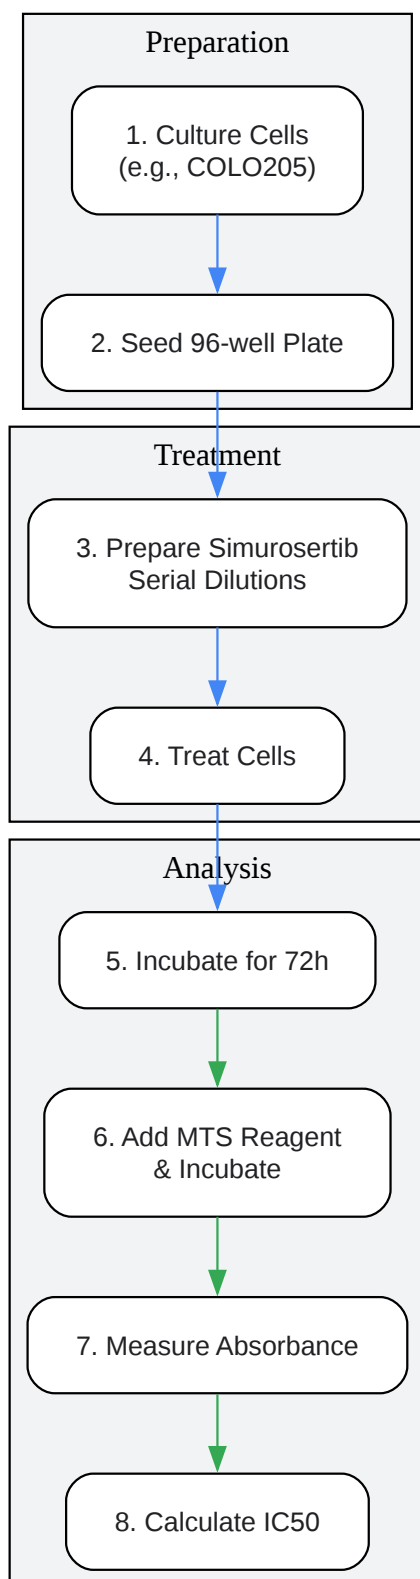 Preparation
1. Culture Cells
(e.g., COLO205)
2. Seed 96-well Plate
Treatment
3. Prepare Simurosertib
Serial Dilutions
4. Treat Cells
Analysis
5. Incubate for 72h
6. Add MTS Reagent
& Incubate
7. Measure Absorbance
8. Calculate IC50